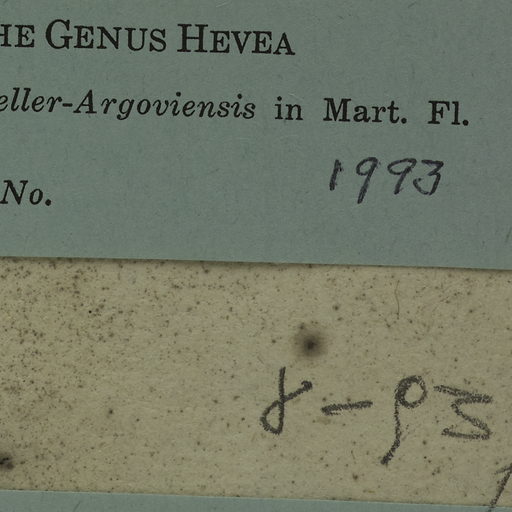 HE GENUS HEVEA
eller-Argoviensis in Mart. Fl.
No. 1993
8-93